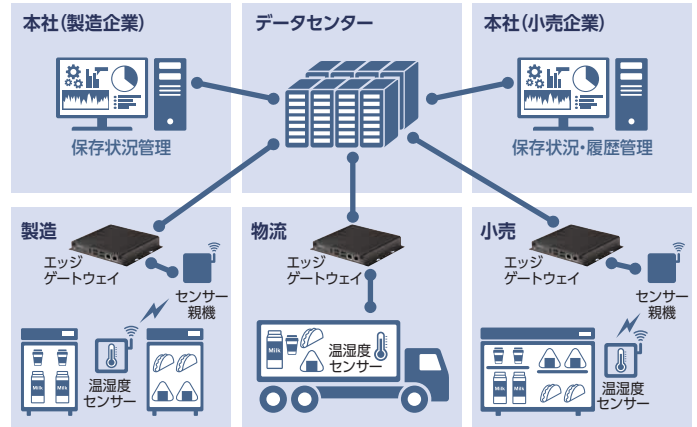 本社（製造企業）
データセンター
本社（小売企業）
保存状況管理
保存状況・履歴管理
製造
エッジ
ゲートウェイ
センサー
親機
温湿度
センサー
Milk
Milk
物流
エッジ
ゲートウェイ
Milk
温湿度
センサー
小売
エッジ
ゲートウェイ
センサー
親機
Milk
Milk
温湿度
センサー